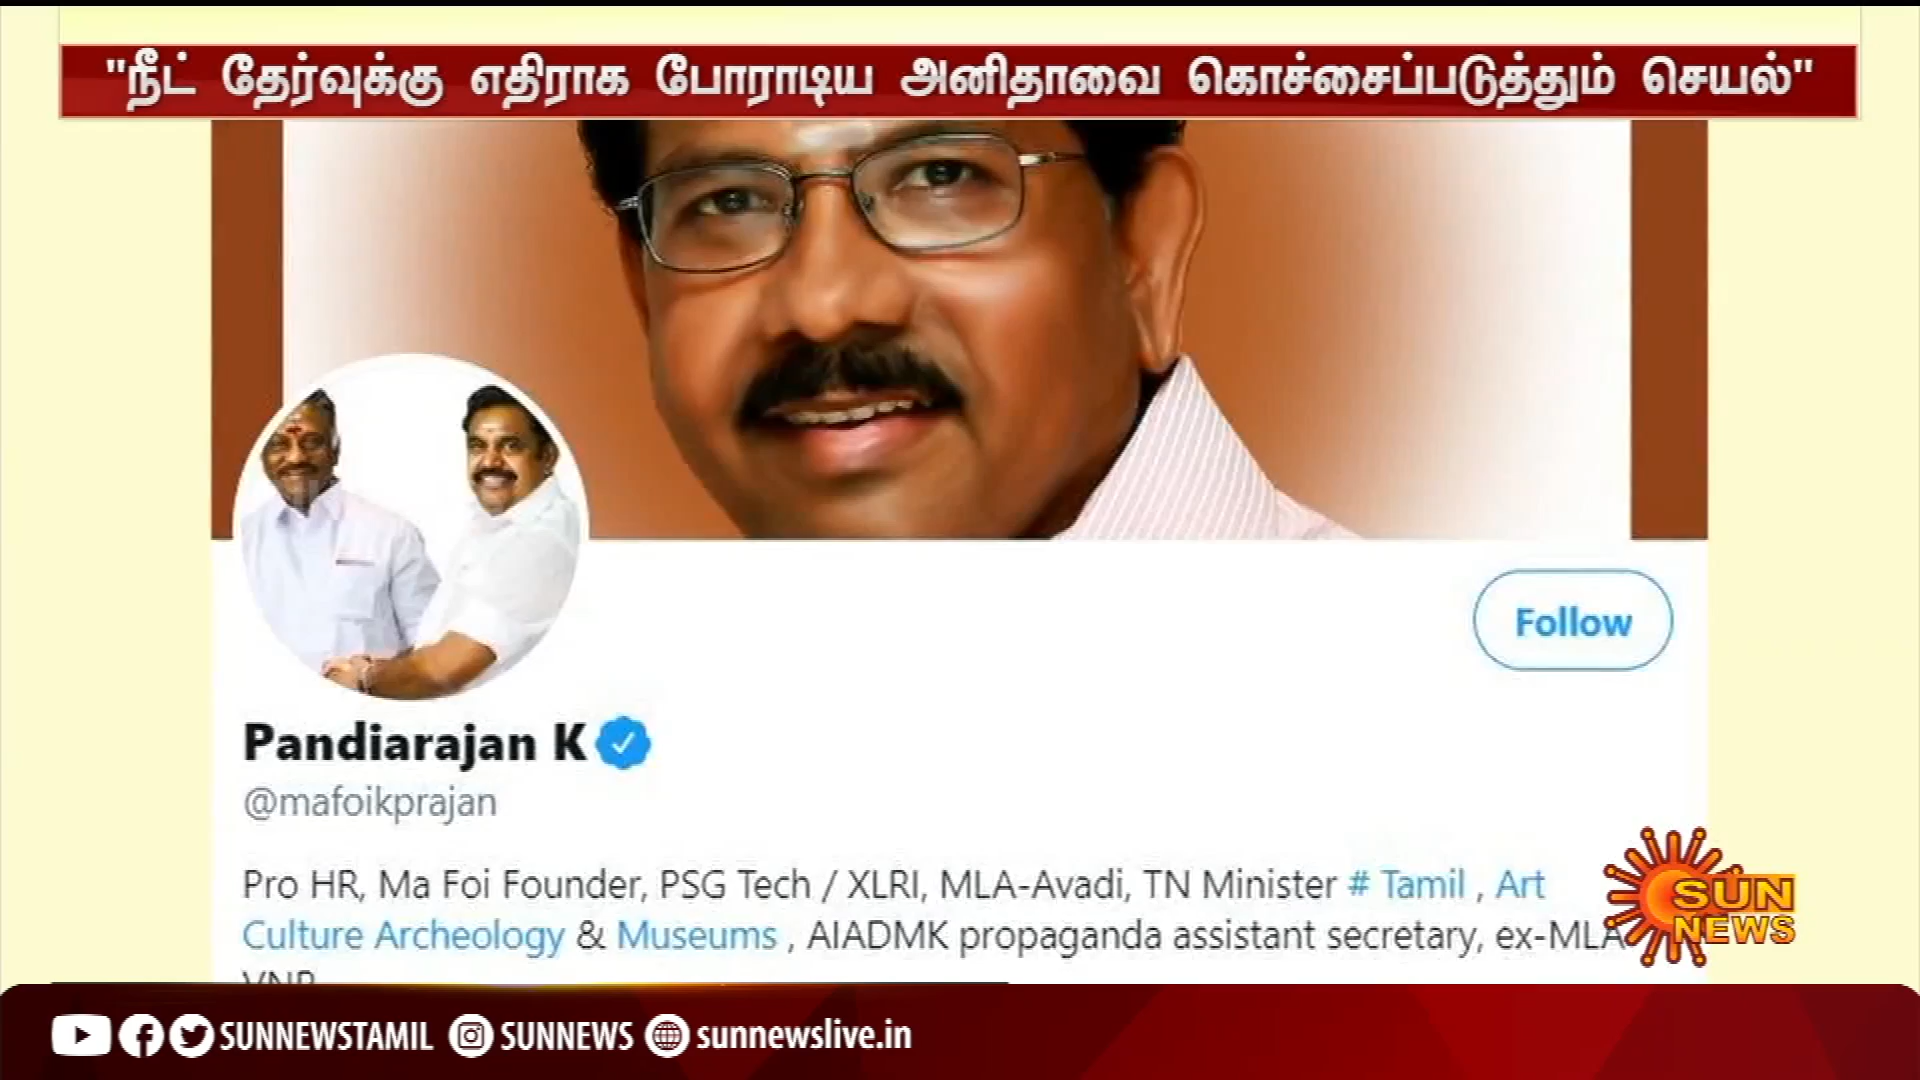 "நீட் தேர்வுக்கு எதிராக போராடிய அனிதாவை கொச்சைப்படுத்தும் செயல்"
Follow
Pandiarajan K
@mafoikprajan
Pro HR, Ma Foi Founder, PSG Tech / XLRI, MLA-Avadi, TN Minister # Tamil , Art
Culture Archeology & Museums , AIADMK propaganda assistant secretary, ex-MLA
SUN
NEWS
SUNNEWSTAMIL SUNNEWS sunnewslive.in